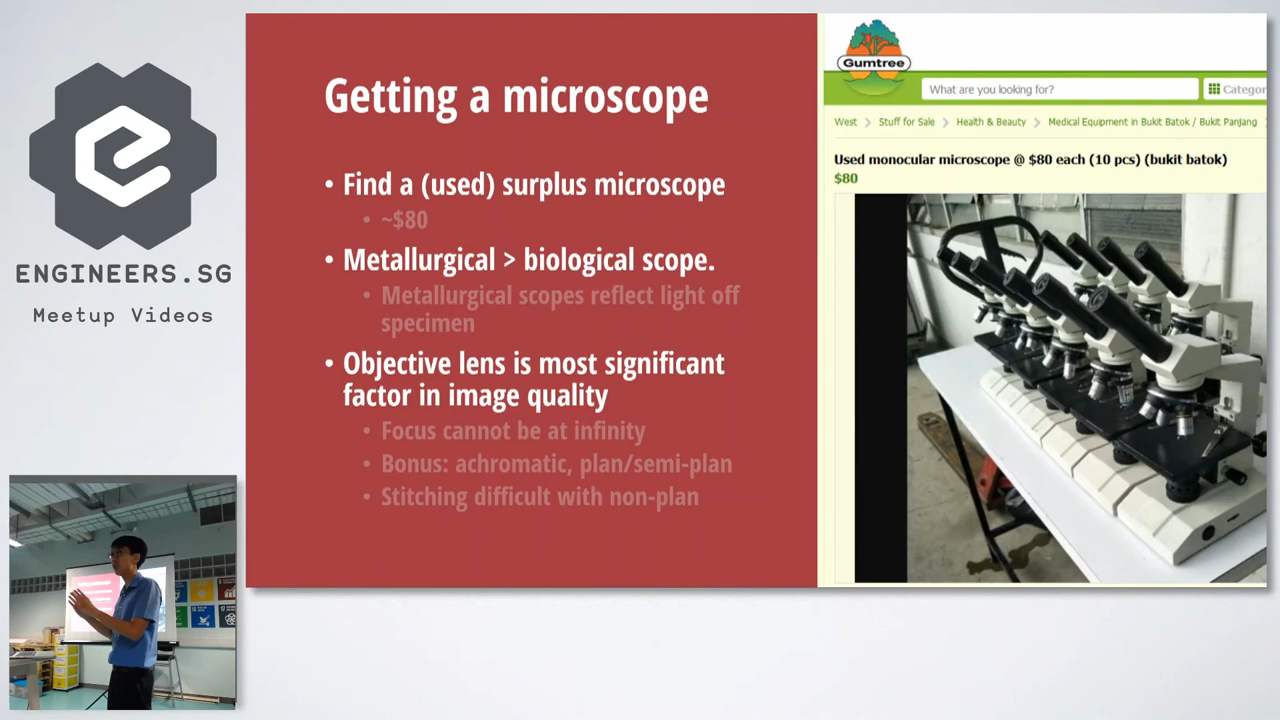 ENGINEERS.SG
Meetup Videos
Getting a microscope
• Find a (used) surplus microscope
• ~$80
• Metallurgical > biological scope.
• Metallurgical scopes reflect light off
specimen
• Objective lens is most significant
factor in image quality
• Focus cannot be at infinity
• Bonus: achromatic, plan/semi-plan
• Stitching difficult with non-plan
Gumtree
What are you looking for?
Categor
West > Stuff for Sale > Health & Beauty > Medical Equipment in Bukit Batok / Bukit Panjang
Used monocular microscope @ $80 each (10 pcs) (bukit batok)
$80